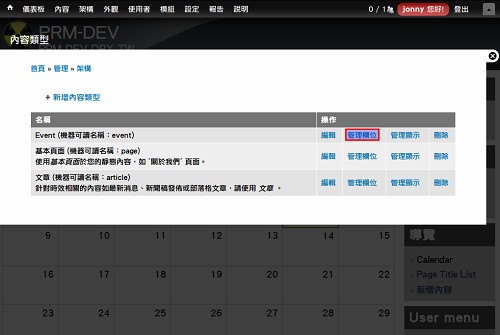 儀表板 內容 架構 外觀 使用者 模組 設定 報告 說明 0 / 1 jonny 您好! 登出
PRM-DEV
內容類型
首頁 » 管理 » 架構
+ 新增內容類型
名稱 操作
Event (機器可讀名稱：event) 編輯 管理欄位 管理顯示 刪除
基本頁面 (機器可讀名稱：page) 編輯 管理欄位 管理顯示 刪除
使用基本頁面於您的靜態內容，如 '關於我們' 頁面。
文章 (機器可讀名稱：article) 編輯 管理欄位 管理顯示 刪除
針對時效相關的內容如最新消息、新聞稿發佈或部落格文章，請使用 文章 。
9 10 11 12 13 14 15
導覽
Calendar
16 17 18 19 20 21 22
Page Title List
新增內容
23 24 25 26 27 28 29
User menu